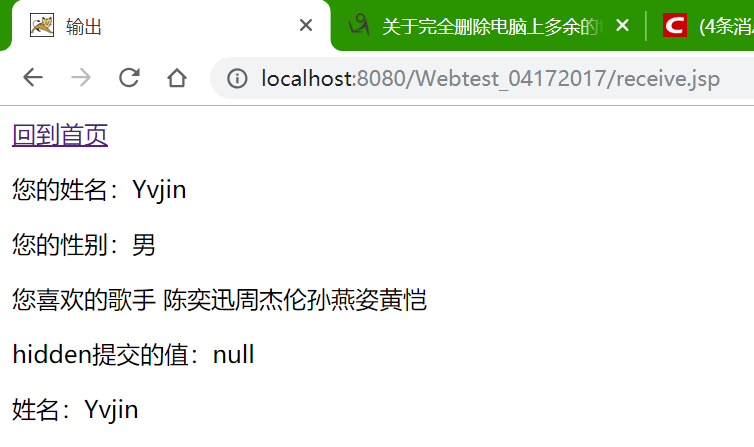 输出
关于完全删除电脑上多余的
(4条消
localhost:8080/Webtest_04172017/receive.jsp
回到首页
您的姓名：Yvjin
您的性别：男
您喜欢的歌手 陈奕迅周杰伦孙燕姿黄恺
hidden提交的值：null
姓名：Yvjin